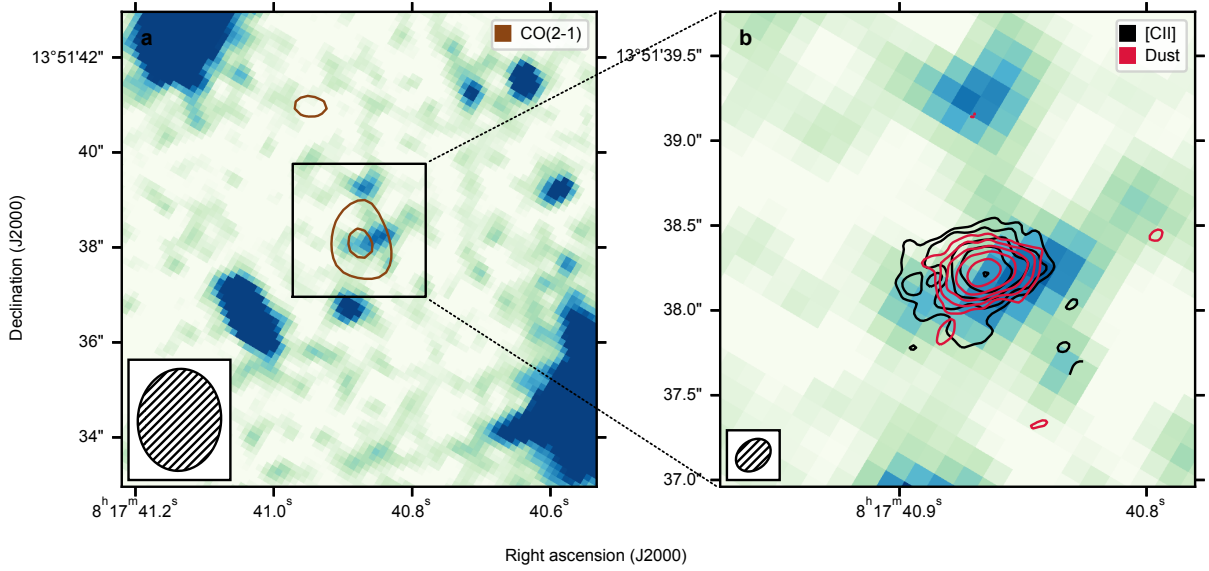 a
CO(2-1)
b
[CII]
Dust
Declination (J2000)
13°51'42"
40"
38"
36"
34"
8ʰ17ᵐ41.2ˢ
41.0ˢ
40.8ˢ
40.6ˢ
13°51'39.5"
39.0"
38.5"
38.0"
37.5"
37.0"
8ʰ17ᵐ40.9ˢ
40.8ˢ
Right ascension (J2000)